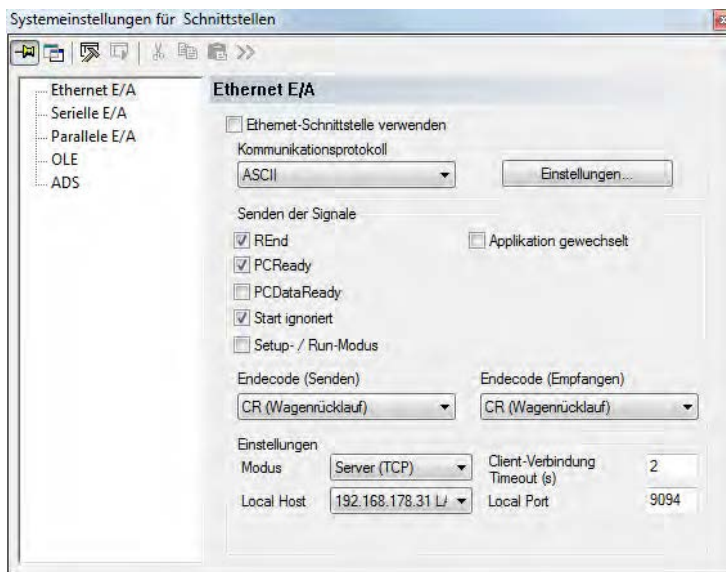 Systemeinstellungen für Schnittstellen
Ethernet E/A
Serielle E/A
Parallele E/A
OLE
ADS
Ethernet E/A
Ethernet-Schnittstelle verwenden
Kommunikationsprotokoll
ASCII Einstellungen...
Senden der Signale
REnd Applikation gewechselt
PCReady
PCDataReady
Start ignoriert
Setup- / Run-Modus
Endecode (Senden) Endecode (Empfangen)
CR (Wagenrücklauf) CR (Wagenrücklauf)
Einstellungen
Modus Server (TCP) Client-Verbindung Timeout (s) 2
Local Host 192.168.178.31 Local Port 9094